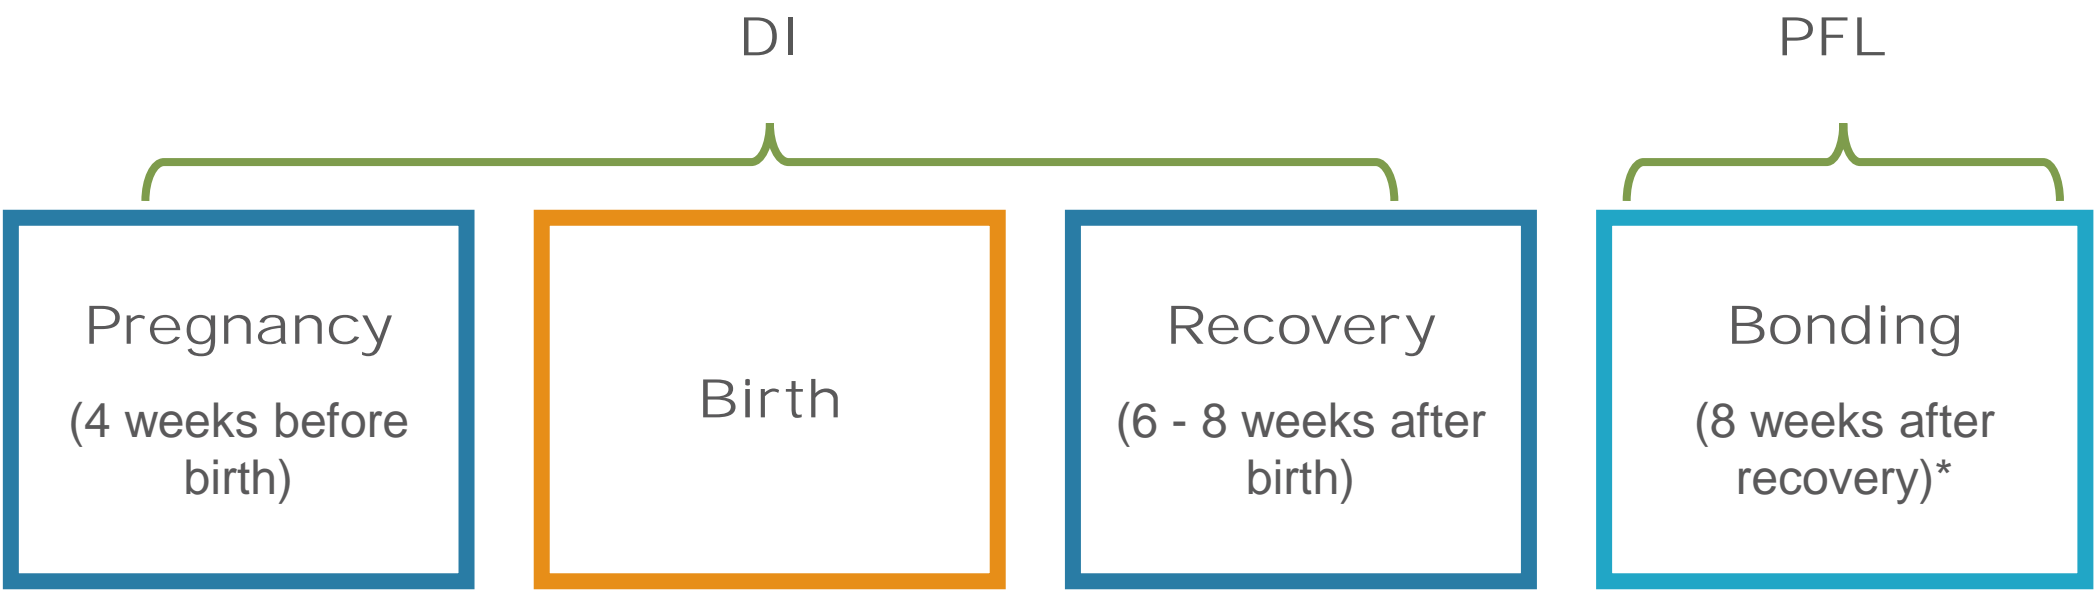 DI
PFL
Pregnancy
(4 weeks before
birth)
Birth
Recovery
(6 - 8 weeks after
birth)
Bonding
(8 weeks after
recovery)*